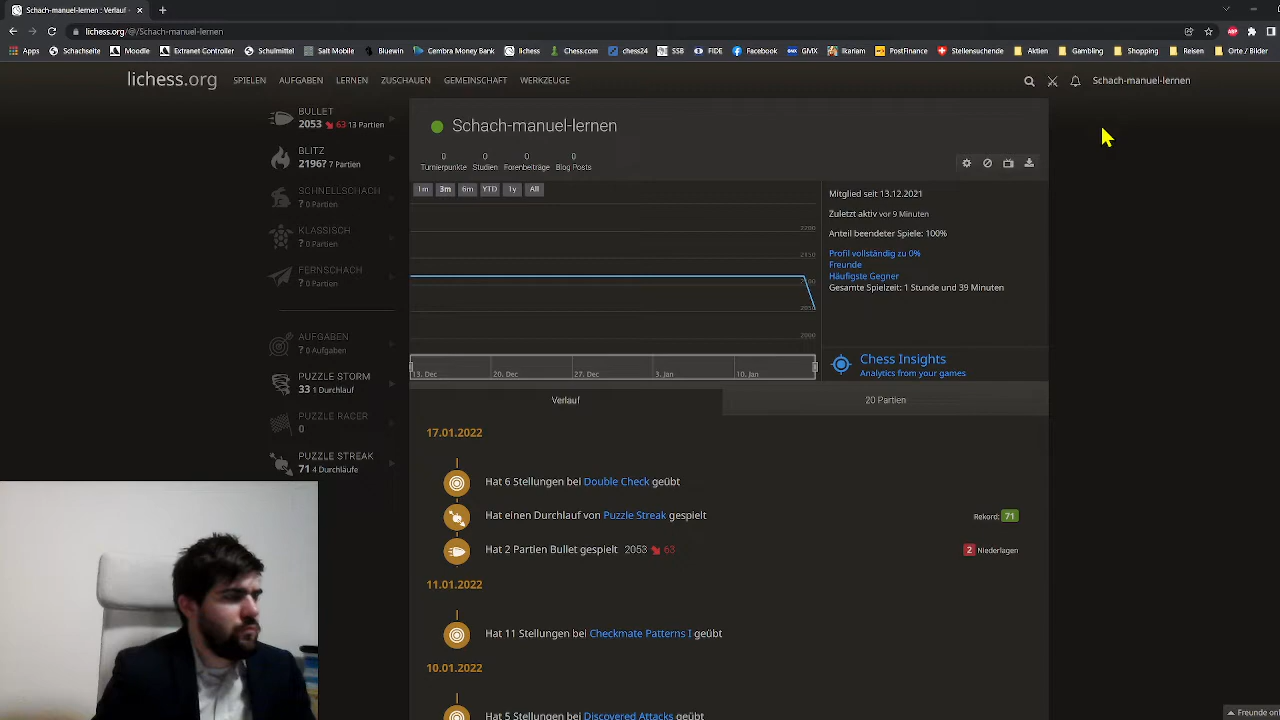 Schach-manuel-lernen : Verlauf -
lichess.org/@/Schach-manuel-lernen
Apps Schachseite Moodle Extranet Controller Schulmittel Salt Mobile Bluewin Cembra Money Bank lichess Chess.com chess24 SSB FIDE Facebook GMX Ikariam PostFinance Stellensuchende Aktien Gambling Shopping Reisen Orte / Bilder
lichess.org SPIELEN AUFGABEN LERNEN ZUSCHAUEN GEMEINSCHAFT WERKZEUGE Schach-manuel-lernen
BULLET
2053 63 13 Partien
BLITZ
2196? 7 Partien
SCHNELLSCHACH
? 0 Partien
KLASSISCH
? 0 Partien
FERNSCHACH
? 0 Partien
AUFGABEN
? 0 Aufgaben
PUZZLE STORM
33 1 Durchlauf
PUZZLE RACER
0
PUZZLE STREAK
71 4 Durchläufe
Schach-manuel-lernen
0 0 0 0
Turnierpunkte Studien Forenbeiträge Blog Posts
1m 3m 6m YTD 1y All
2200
2150
2050
2000
13. Dec 20. Dec 27. Dec 3. Jan 10. Jan
Mitglied seit 13.12.2021
Zuletzt aktiv vor 9 Minuten
Anteil beendeter Spiele: 100%
Profil vollständig zu 0%
Freunde
Häufigste Gegner
Gesamte Spielzeit: 1 Stunde und 39 Minuten
Chess Insights
Analytics from your games
Verlauf 20 Partien
17.01.2022
Hat 6 Stellungen bei Double Check geübt
Hat einen Durchlauf von Puzzle Streak gespielt Rekord: 71
Hat 2 Partien Bullet gespielt 2053 63 2 Niederlagen
11.01.2022
Hat 11 Stellungen bei Checkmate Patterns I geübt
10.01.2022
Hat 5 Stellungen bei Discovered Attacks geübt
Freunde